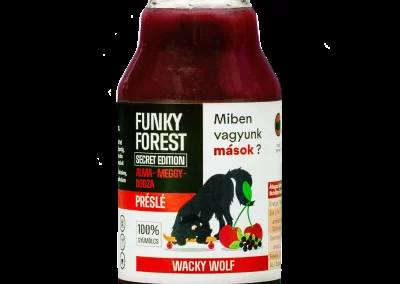 FUNKY
FOREST
SECRET EDITION
ALMA-MEGGY-
BODZA
PRÉSLÉ
100%
GYÜMÖLCS
Miben
vagyunk
mások?
WACKY WOLF